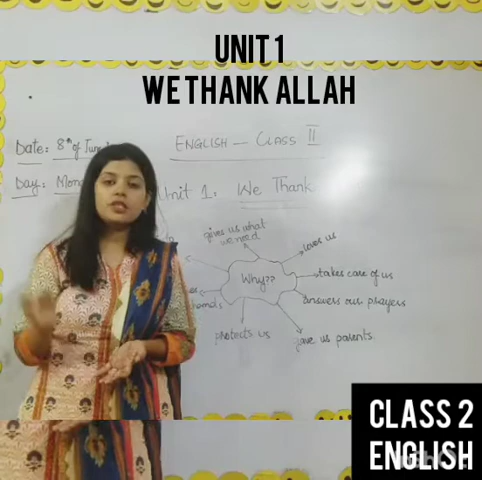 UNIT 1
WE THANK ALLAH
Date: 8th of June
ENGLISH - CLASS II
Day: Mon
Unit 1: We Thank
gives us what
we need
loves us
Why??
takes care of us
answers our prayers
protects us
gave us parents
CLASS 2
ENGLISH